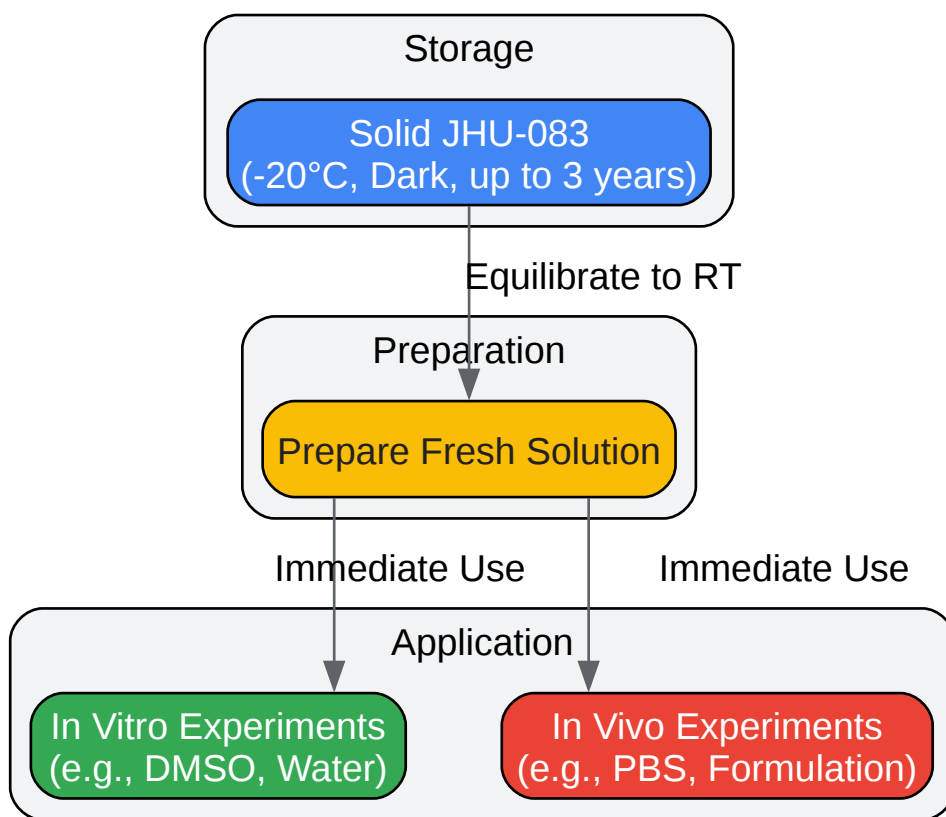 Storage
Solid JHU-083
(-20°C, Dark, up to 3 years)
Equilibrate to RT
Preparation
Prepare Fresh Solution
Immediate Use
Immediate Use
Application
In Vitro Experiments
(e.g., DMSO, Water)
In Vivo Experiments
(e.g., PBS, Formulation)